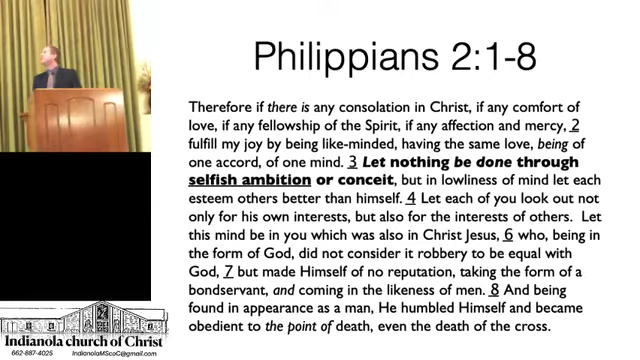 Philippians 2:1-8
Therefore if there is any consolation in Christ, if any comfort of
love, if any fellowship of the Spirit, if any affection and mercy, 2
fulfill my joy by being like-minded, having the same love, being of
one accord, of one mind. 3 Let nothing be done through
selfish ambition or conceit, but in lowliness of mind let each
esteem others better than himself. 4 Let each of you look out not
only for his own interests, but also for the interests of others. Let
this mind be in you which was also in Christ Jesus, 6 who, being in
the form of God, did not consider it robbery to be equal with
God, 7 but made Himself of no reputation, taking the form of a
bondservant, and coming in the likeness of men. 8 And being
found in appearance as a man, He humbled Himself and became
obedient to the point of death, even the death of the cross.
Indianola church of Christ
662-887-4025 IndianolaMScoC@gmail.com